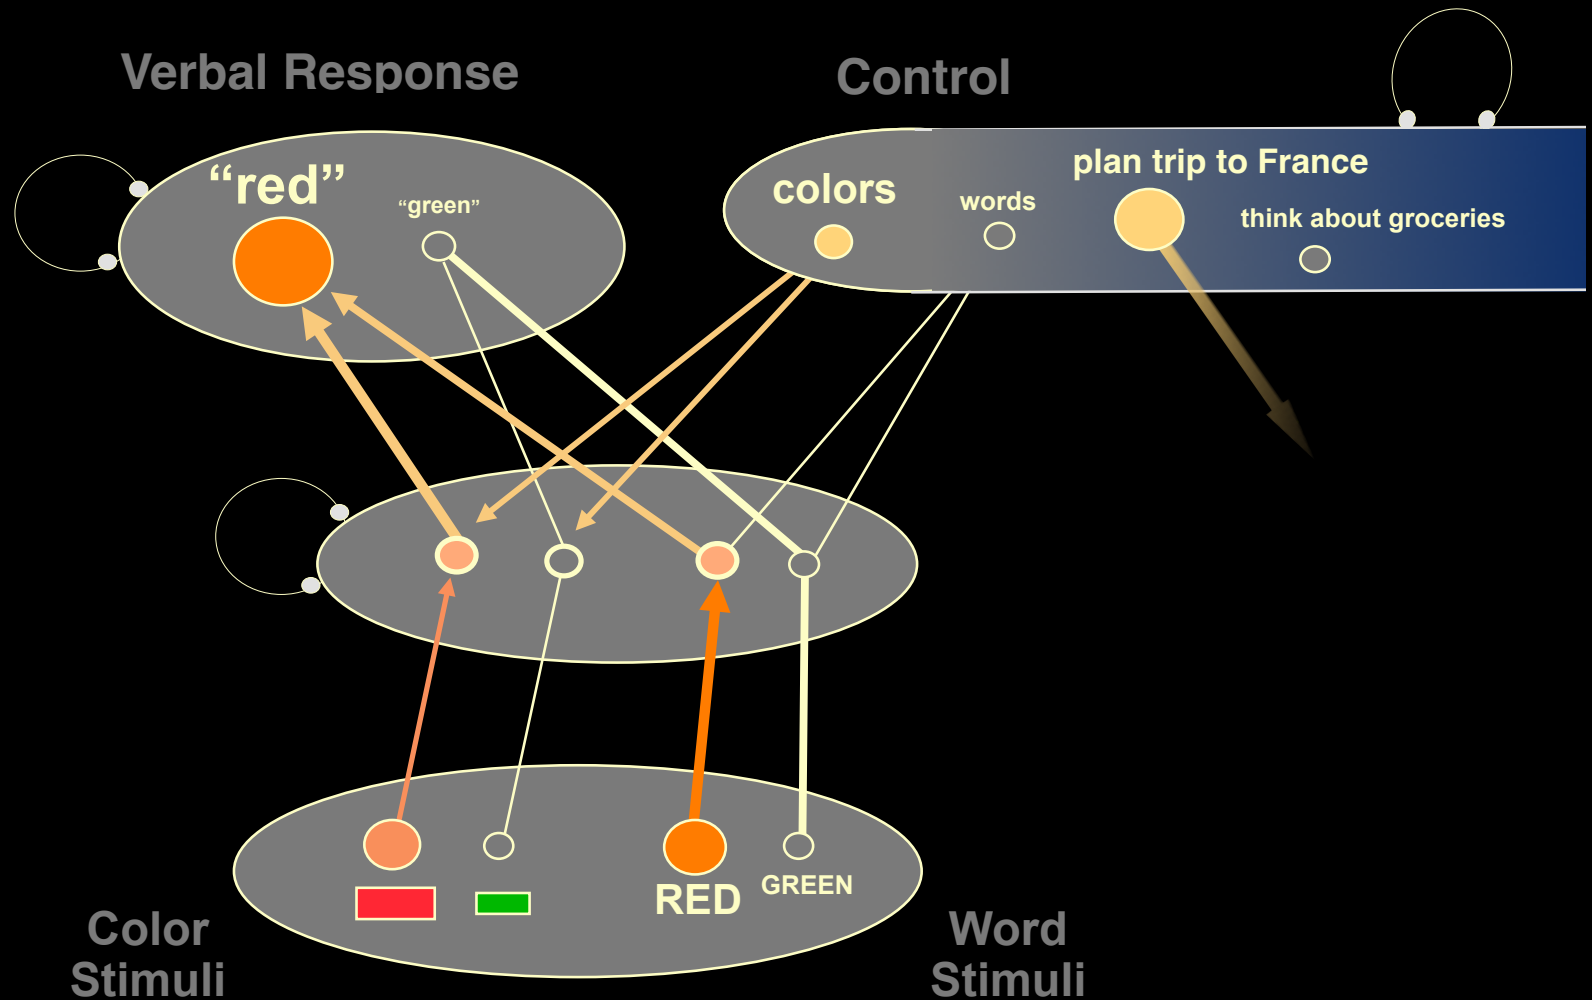 Verbal Response
Control
“red”
“green”
colors
words
plan trip to France
think about groceries
RED
GREEN
Color
Stimuli
Word
Stimuli